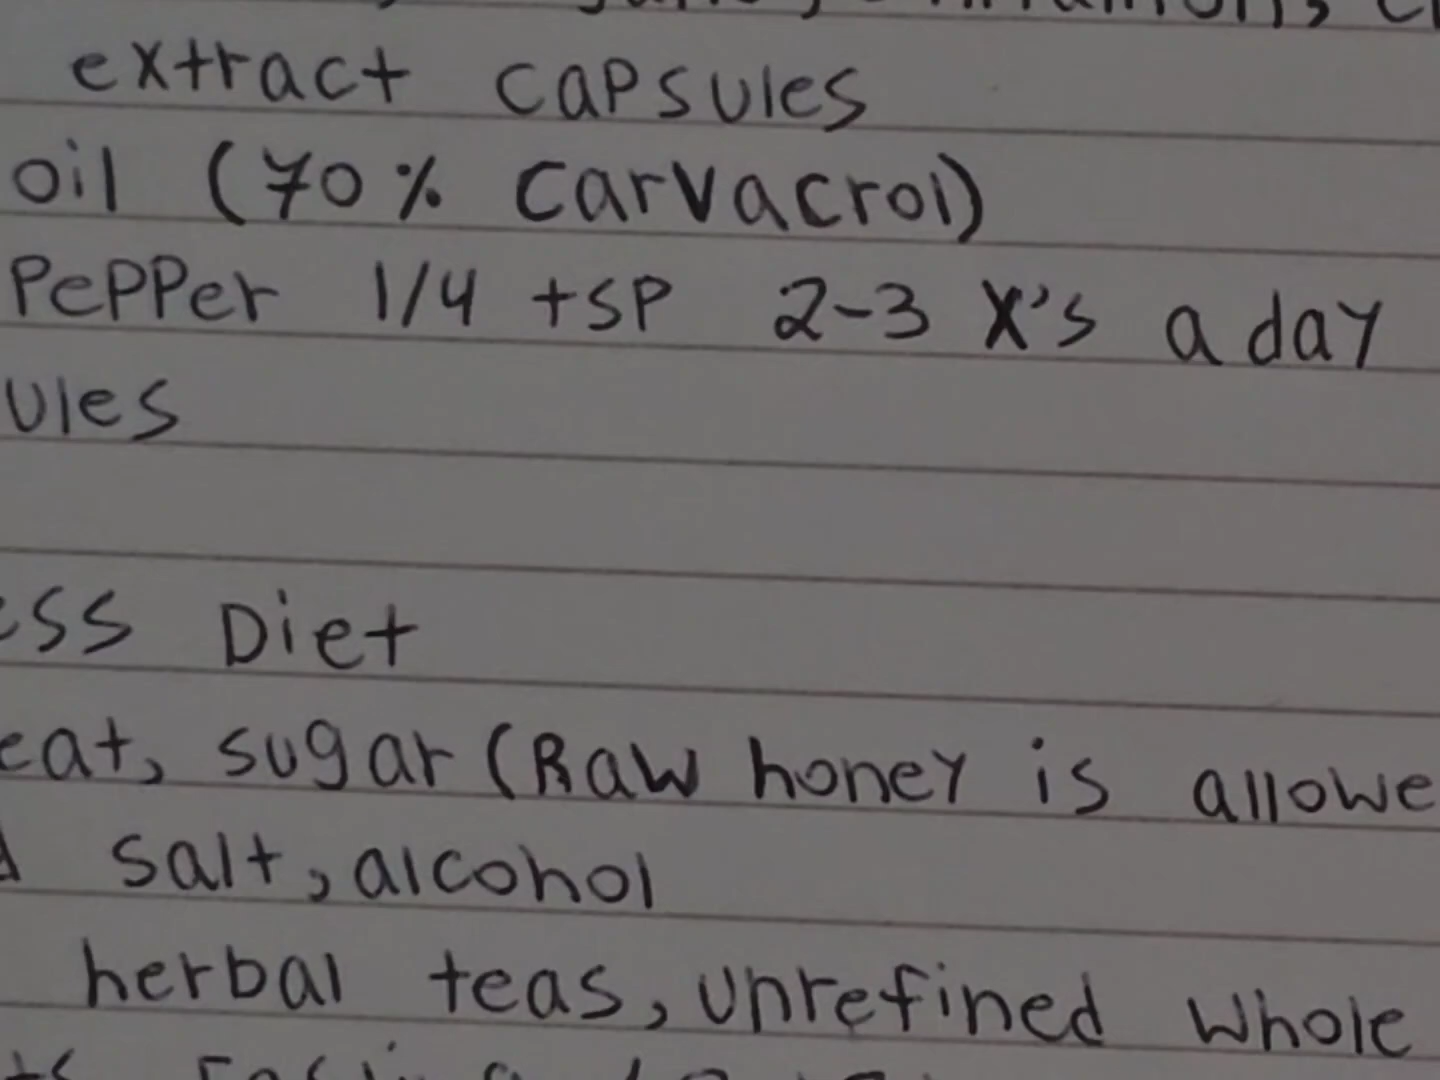 extract capsules
oil (70% Carvacrol)
Pepper 1/4 tsp 2-3 X's a day
ules
ess Diet
eat, sugar (Raw honey is allowe
salt, alcohol
herbal teas, unrefined whole